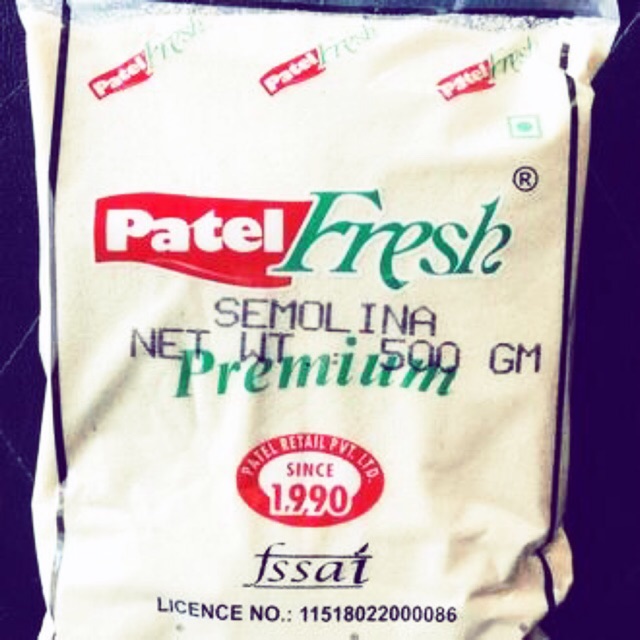 Patel Fresh Patel Fresh Patel Fresh
Patel Fresh ®
SEMOLINA
NET WT : 500 GM
Premium
PATEL RETAIL PVT. LTD.
SINCE
1990
fssai
LICENCE NO.: 11518022000086